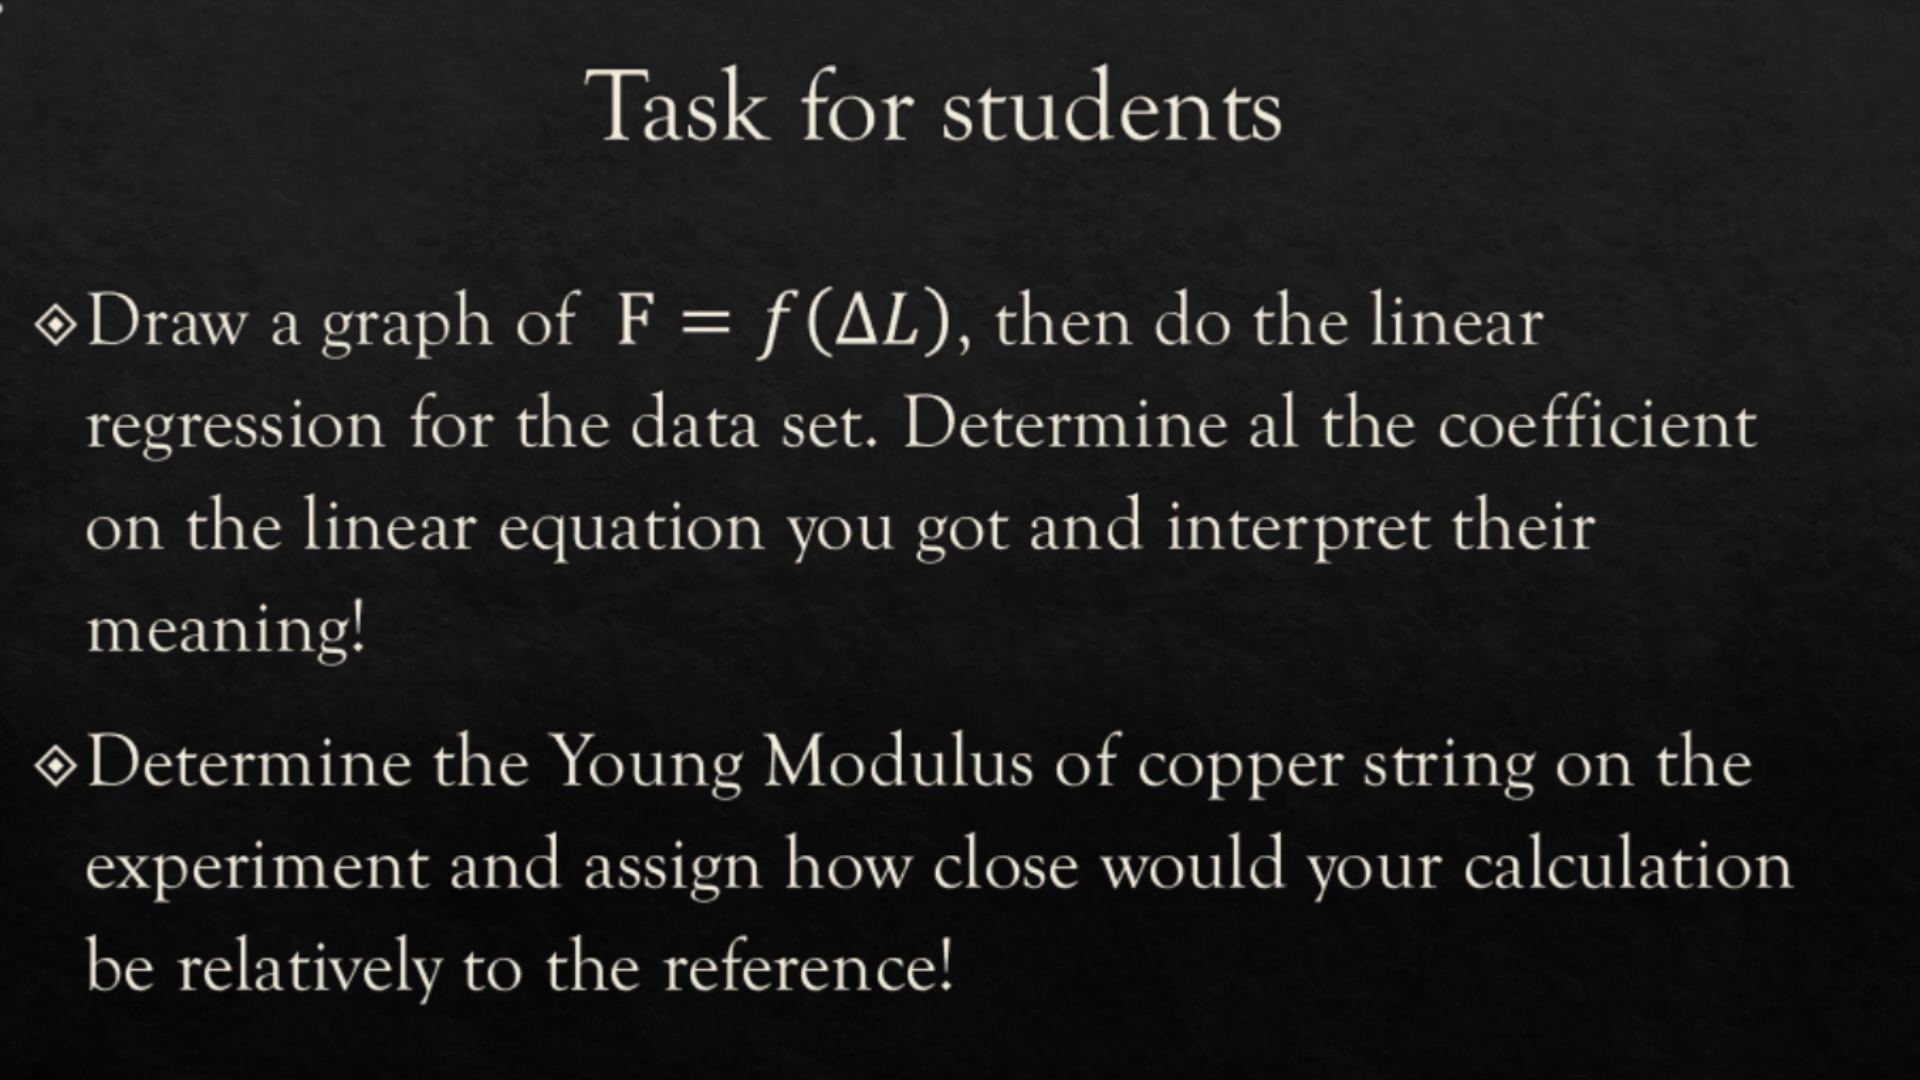 Task for students
Draw a graph of F = f(ΔL), then do the linear
regression for the data set. Determine al the coefficient
on the linear equation you got and interpret their
meaning!
Determine the Young Modulus of copper string on the
experiment and assign how close would your calculation
be relatively to the reference!